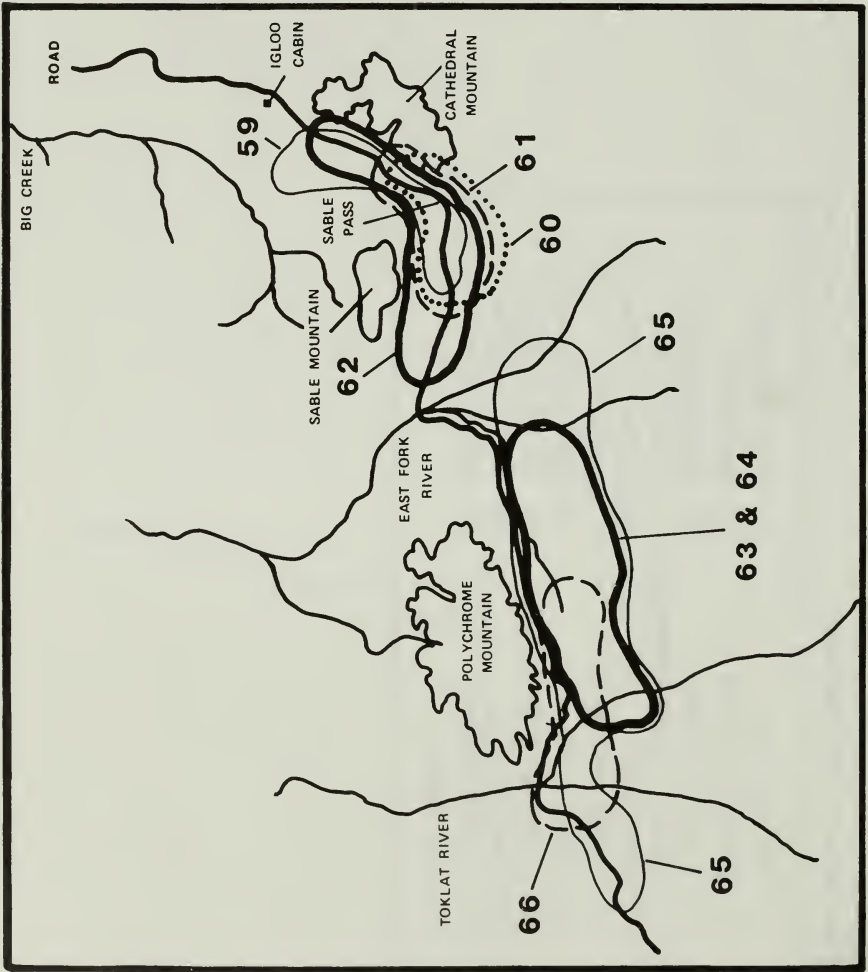 BIG CREEK
ROAD
59
IGLOO
CABIN
SABLE MOUNTAIN
SABLE
PASS
62
EAST FORK
RIVER
TOKLAT RIVER
CATHEDRAL
MOUNTAIN
POLYCHROME
MOUNTAIN
66
61
60
65
65
63 & 64